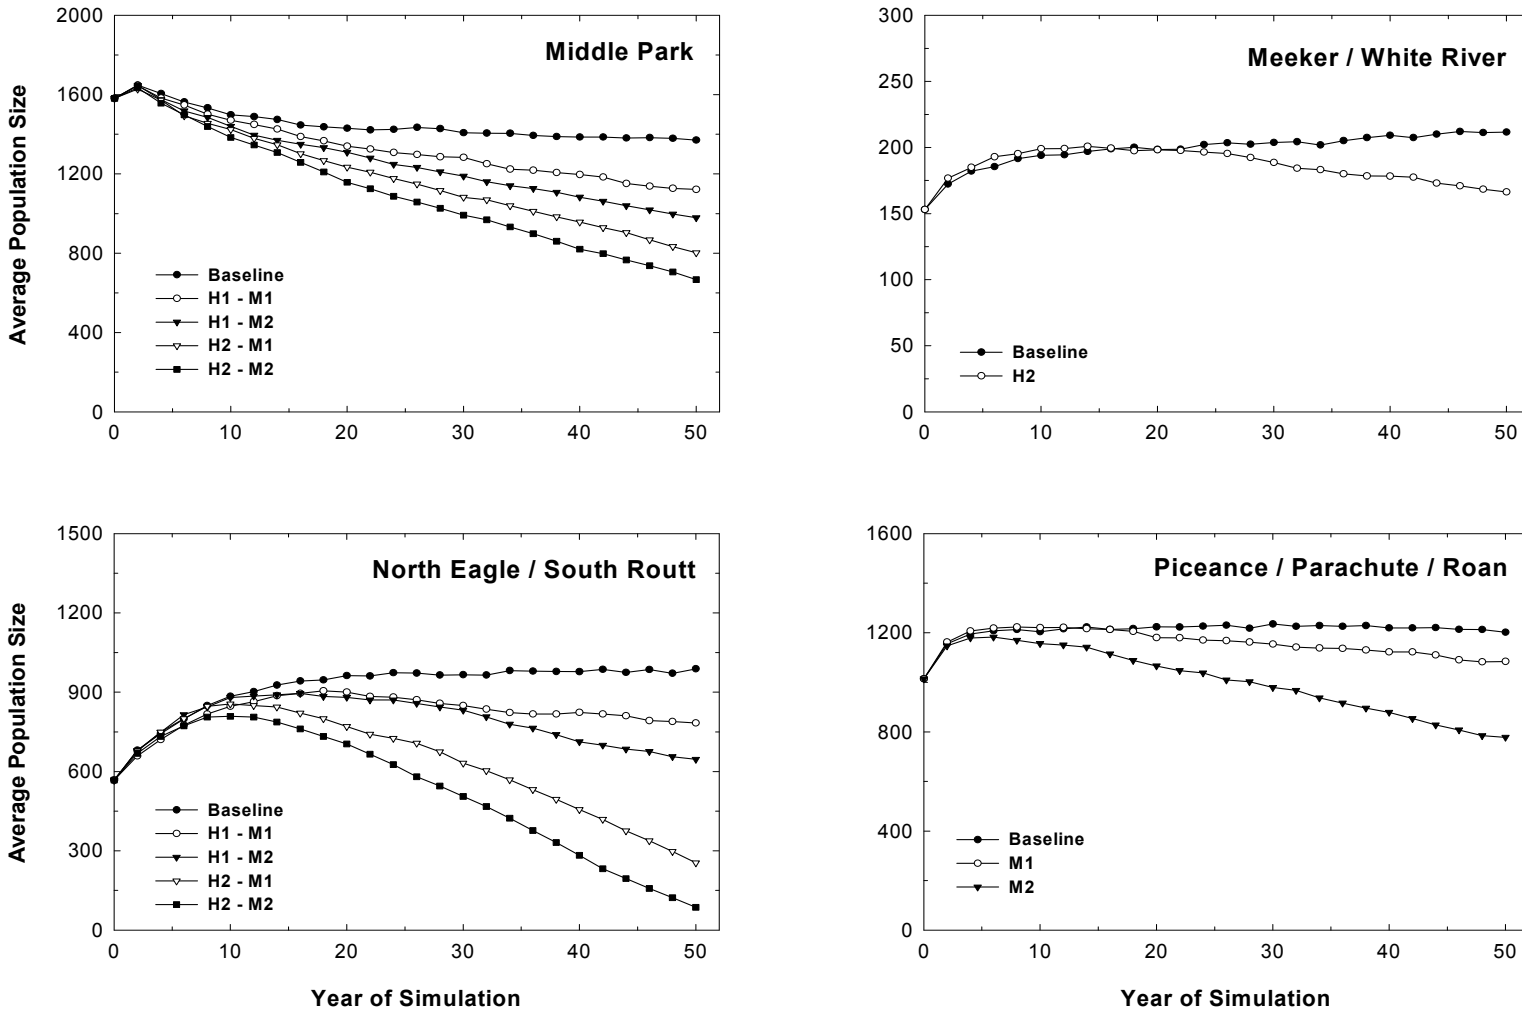 Middle Park
Average Population Size
2000
1600
1200
800
400
0
0 10 20 30 40 50
Baseline
H1 - M1
H1 - M2
H2 - M1
H2 - M2
Meeker / White River
300
250
200
150
100
50
0
0 10 20 30 40 50
Baseline
H2
North Eagle / South Routt
Average Population Size
1500
1200
900
600
300
0
0 10 20 30 40 50
Year of Simulation
Baseline
H1 - M1
H1 - M2
H2 - M1
H2 - M2
Piceance / Parachute / Roan
1600
1200
800
400
0
0 10 20 30 40 50
Year of Simulation
Baseline
M1
M2